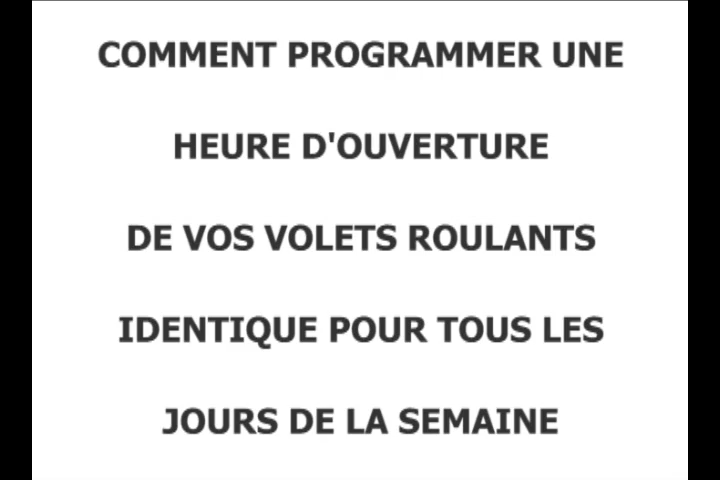 COMMENT PROGRAMMER UNE
HEURE D'OUVERTURE
DE VOS VOLETS ROULANTS
IDENTIQUE POUR TOUS LES
JOURS DE LA SEMAINE